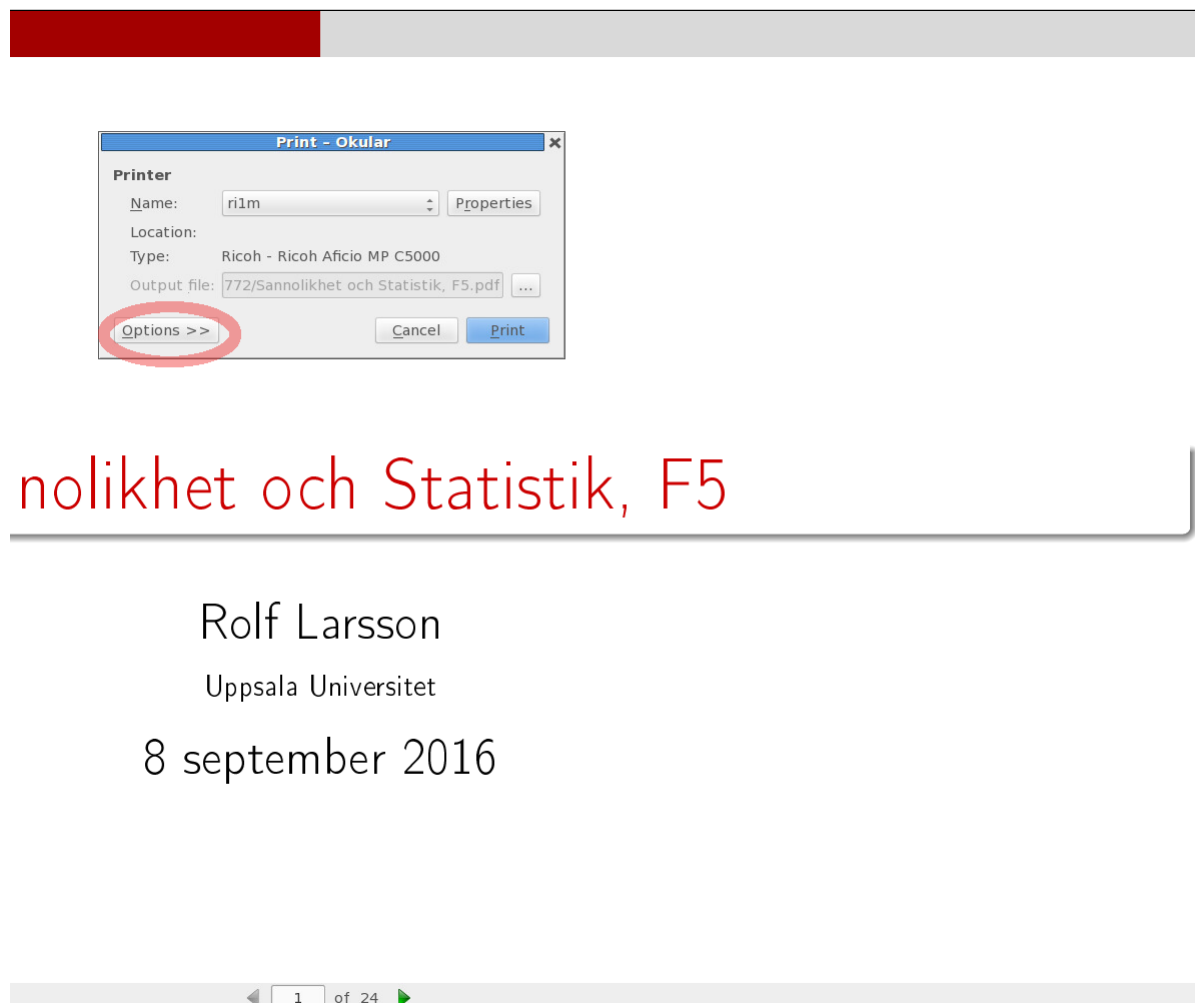 Print – Okular
Printer
Name: ri1m Properties
Location:
Type: Ricoh - Ricoh Aficio MP C5000
Output file: 772/Sannolikhet och Statistik, F5.pdf ...
Options >> Cancel Print
nolikhet och Statistik, F5
Rolf Larsson
Uppsala Universitet
8 september 2016
1 of 24